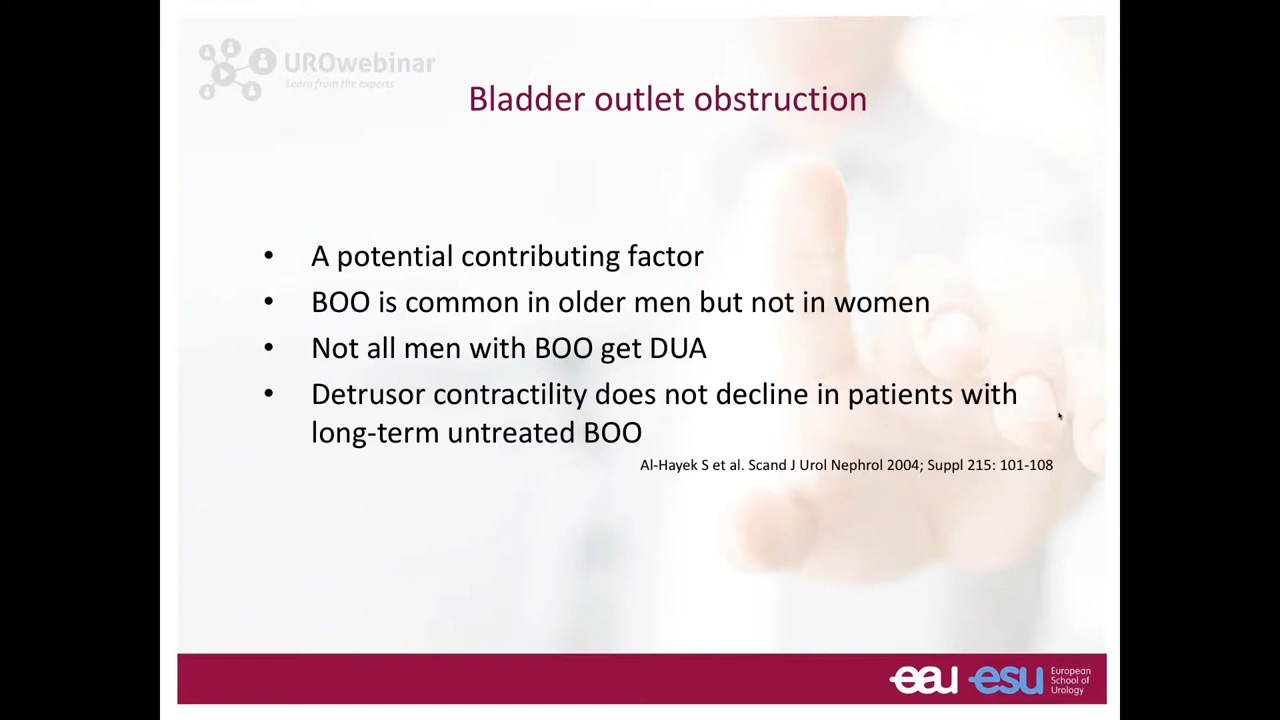 UROwebinar
Learn from the experts
Bladder outlet obstruction
• A potential contributing factor
• BOO is common in older men but not in women
• Not all men with BOO get DUA
• Detrusor contractility does not decline in patients with
long-term untreated BOO
Al-Hayek S et al. Scand J Urol Nephrol 2004; Suppl 215: 101-108
eau esu European
School of
Urology